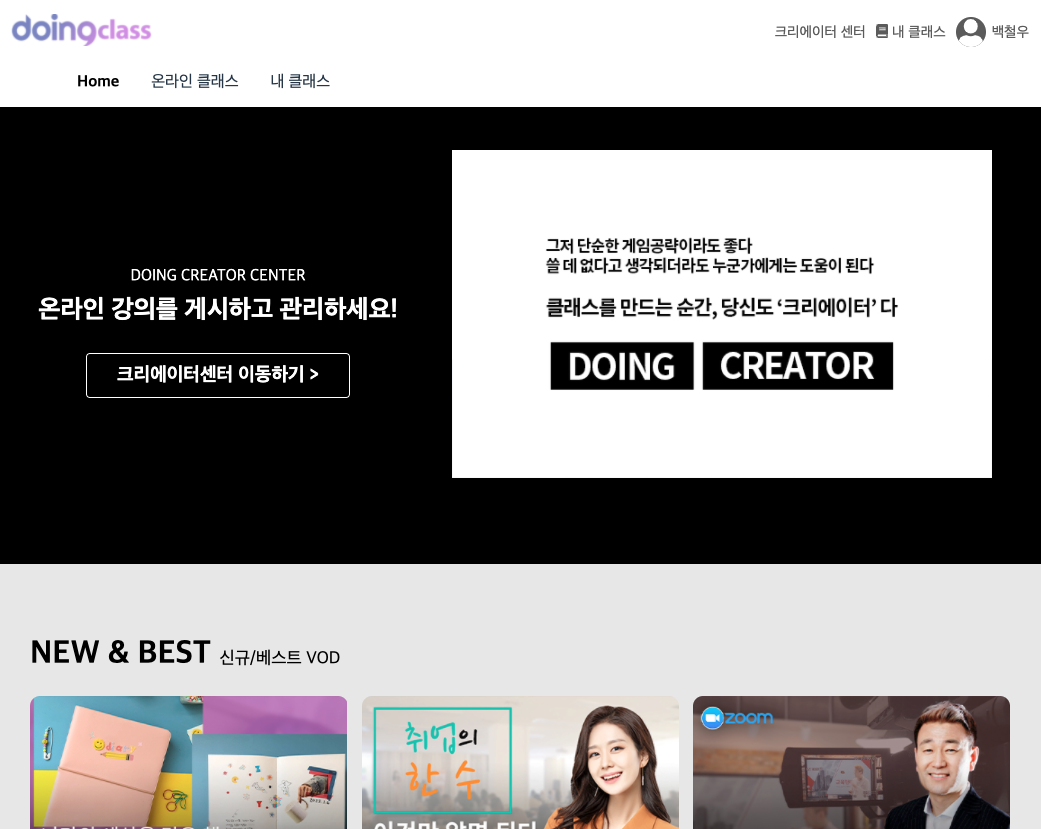 doingclass
크리에이터 센터 내 클래스 백철우
Home 온라인 클래스 내 클래스
DOING CREATOR CENTER
온라인 강의를 게시하고 관리하세요!
크리에이터센터 이동하기 >
그저 단순한 게임공략이라도 좋다
쓸 데 없다고 생각되더라도 누군가에게는 도움이 된다
클래스를 만드는 순간, 당신도 ‘크리에이터’ 다
DOING CREATOR
NEW & BEST 신규/베스트 VOD
diary
취업의
한 수
zoom